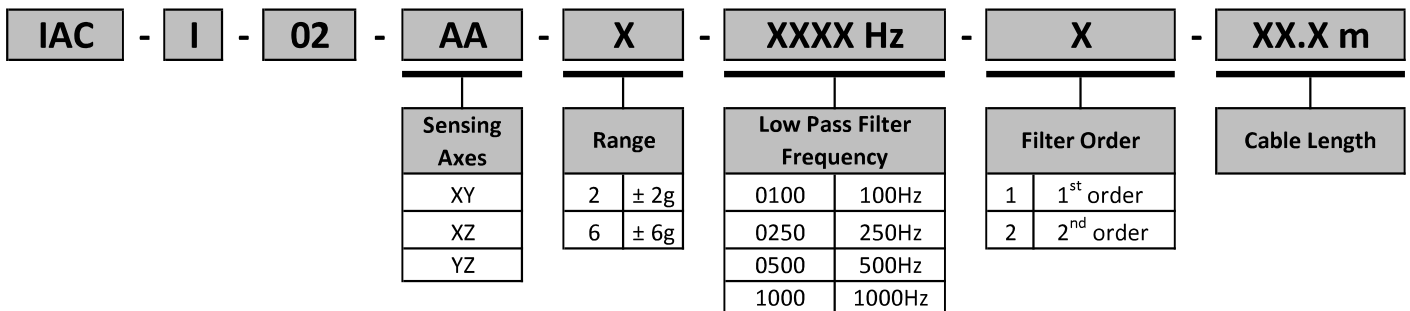 IAC - I - 02 - AA - X - XXXX Hz - X - XX.X m
Sensing Axes
XY
XZ
YZ
Range
2 ± 2g
6 ± 6g
Low Pass Filter
Frequency
0100 100Hz
0250 250Hz
0500 500Hz
1000 1000Hz
Filter Order
1 1st order
2 2nd order
Cable Length